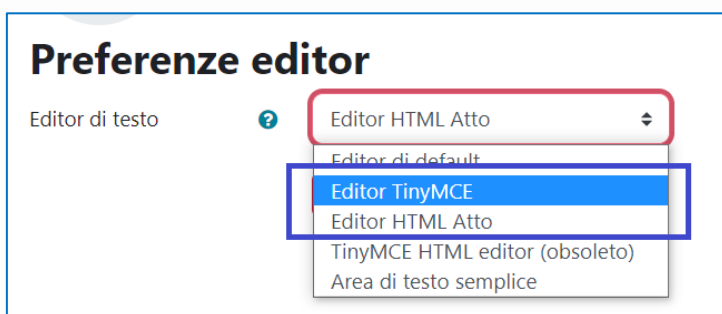 Preferenze editor
Editor di testo
Editor HTML Atto
Editor di default
Editor TinyMCE
Editor HTML Atto
TinyMCE HTML editor (obsoleto)
Area di testo semplice